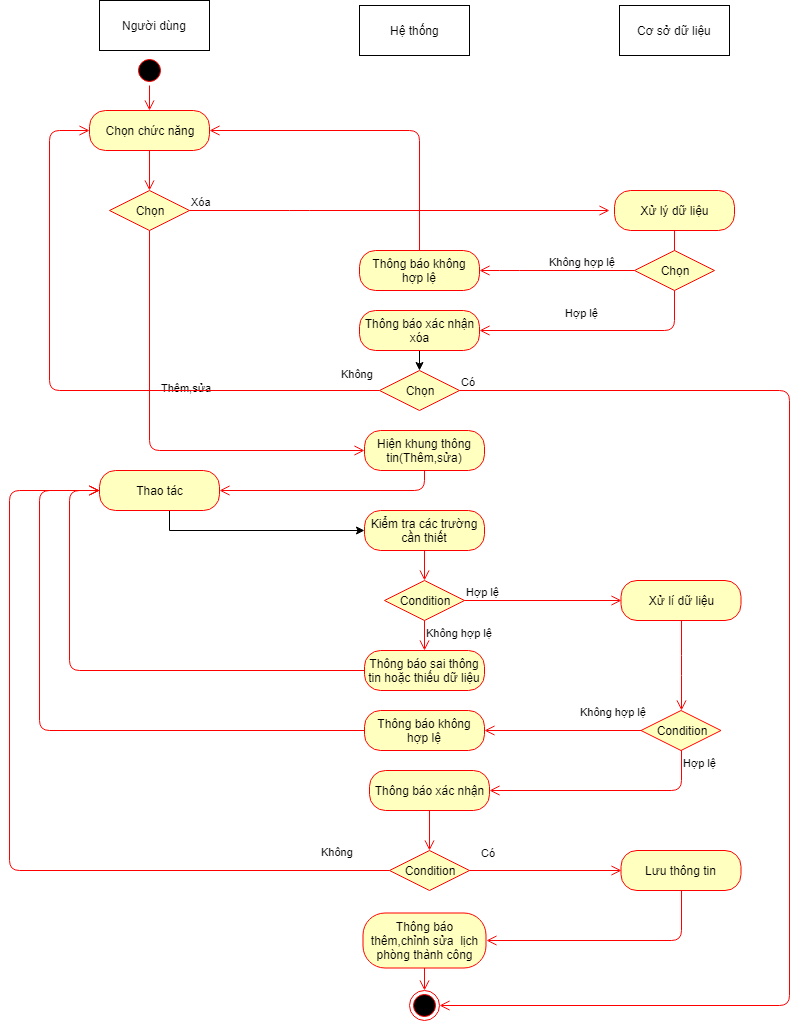 Người dùng
Hệ thống
Cơ sở dữ liệu
Chọn chức năng
Chọn
Xóa
Xử lý dữ liệu
Thông báo không
hợp lệ
Không hợp lệ
Chọn
Hợp lệ
Thông báo xác nhận
xóa
Không
Chọn
Có
Thêm,sửa
Hiện khung thông
tin(Thêm,sửa)
Thao tác
Kiểm tra các trường
cần thiết
Condition
Hợp lệ
Xử lí dữ liệu
Không hợp lệ
Thông báo sai thông
tin hoặc thiếu dữ liệu
Thông báo không
hợp lệ
Không hợp lệ
Condition
Hợp lệ
Thông báo xác nhận
Không
Condition
Có
Lưu thông tin
Thông báo
thêm,chỉnh sửa lịch
phòng thành công